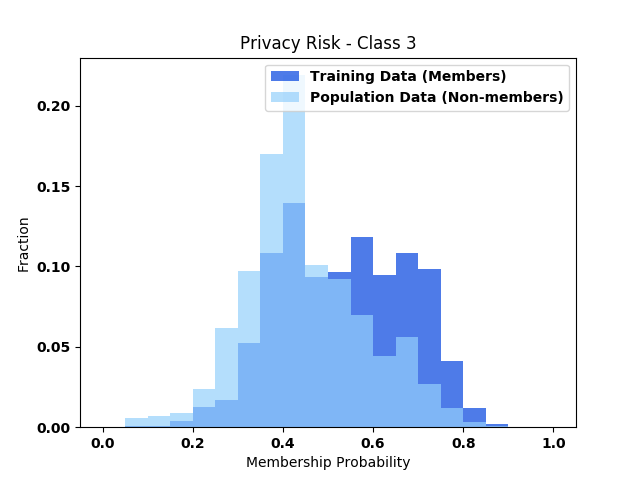 Privacy Risk - Class 3
Training Data (Members)
Population Data (Non-members)
0.20
0.15
0.10
0.05
0.00
Fraction
0.0 0.2 0.4 0.6 0.8 1.0
Membership Probability